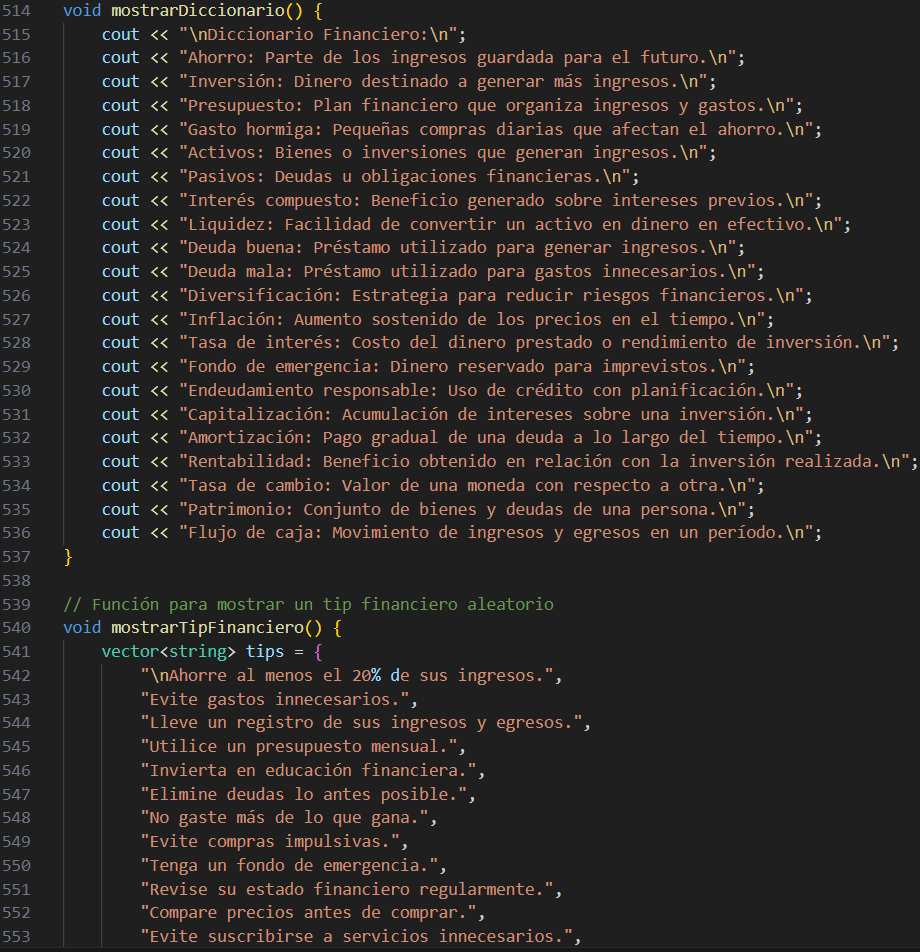 514 void mostrarDiccionario() {
515 cout << "\nDiccionario Financiero:\n";
516 cout << "Ahorro: Parte de los ingresos guardada para el futuro.\n";
517 cout << "Inversión: Dinero destinado a generar más ingresos.\n";
518 cout << "Presupuesto: Plan financiero que organiza ingresos y gastos.\n";
519 cout << "Gasto hormiga: Pequeñas compras diarias que afectan el ahorro.\n";
520 cout << "Activos: Bienes o inversiones que generan ingresos.\n";
521 cout << "Pasivos: Deudas u obligaciones financieras.\n";
522 cout << "Interés compuesto: Beneficio generado sobre intereses previos.\n";
523 cout << "Liquidez: Facilidad de convertir un activo en dinero en efectivo.\n";
524 cout << "Deuda buena: Préstamo utilizado para generar ingresos.\n";
525 cout << "Deuda mala: Préstamo utilizado para gastos innecesarios.\n";
526 cout << "Diversificación: Estrategia para reducir riesgos financieros.\n";
527 cout << "Inflación: Aumento sostenido de los precios en el tiempo.\n";
528 cout << "Tasa de interés: Costo del dinero prestado o rendimiento de inversión.\n";
529 cout << "Fondo de emergencia: Dinero reservado para imprevistos.\n";
530 cout << "Endeudamiento responsable: Uso de crédito con planificación.\n";
531 cout << "Capitalización: Acumulación de intereses sobre una inversión.\n";
532 cout << "Amortización: Pago gradual de una deuda a lo largo del tiempo.\n";
533 cout << "Rentabilidad: Beneficio obtenido en relación con la inversión realizada.\n";
534 cout << "Tasa de cambio: Valor de una moneda con respecto a otra.\n";
535 cout << "Patrimonio: Conjunto de bienes y deudas de una persona.\n";
536 cout << "Flujo de caja: Movimiento de ingresos y egresos en un período.\n";
537 }
538
539 // Función para mostrar un tip financiero aleatorio
540 void mostrarTipFinanciero() {
541 vector<string> tips = {
542 "\nAhorre al menos el 20% de sus ingresos.",
543 "Evite gastos innecesarios.",
544 "Lleve un registro de sus ingresos y egresos.",
545 "Utilice un presupuesto mensual.",
546 "Invierta en educación financiera.",
547 "Elimine deudas lo antes posible.",
548 "No gaste más de lo que gana.",
549 "Evite compras impulsivas.",
550 "Tenga un fondo de emergencia.",
551 "Revise su estado financiero regularmente.",
552 "Compare precios antes de comprar.",
553 "Evite suscribirse a servicios innecesarios.",